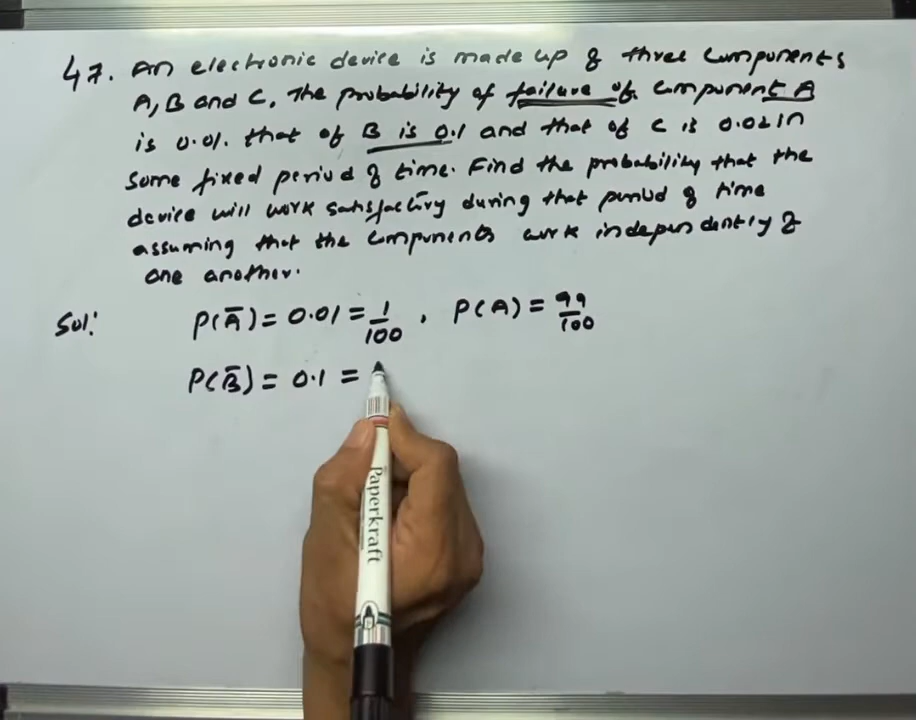 47. An electronic device is made up of three components
A, B and C. The probability of failure of component A
is 0.01. that of B is 0.1 and that of C is 0.02 in
some fixed period of time. Find the probability that the
device will work satisfactory during that period of time
assuming that the components work independently of
one another.
Sol: P(A̅) = 0.01 = 1/100 , P(A) = 99/100
P(B̅) = 0.1 =
Paperkraft